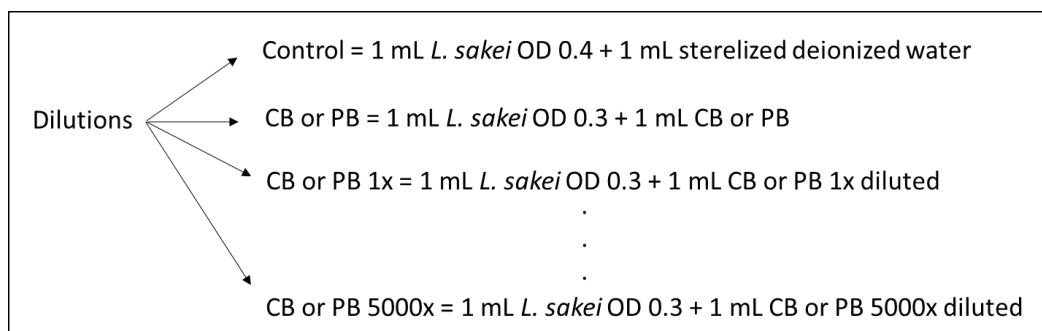 Control = 1 mL L. sakei OD 0.4 + 1 mL sterelized deionized water
Dilutions
CB or PB = 1 mL L. sakei OD 0.3 + 1 mL CB or PB
CB or PB 1x = 1 mL L. sakei OD 0.3 + 1 mL CB or PB 1x diluted
.
.
.
CB or PB 5000x = 1 mL L. sakei OD 0.3 + 1 mL CB or PB 5000x diluted